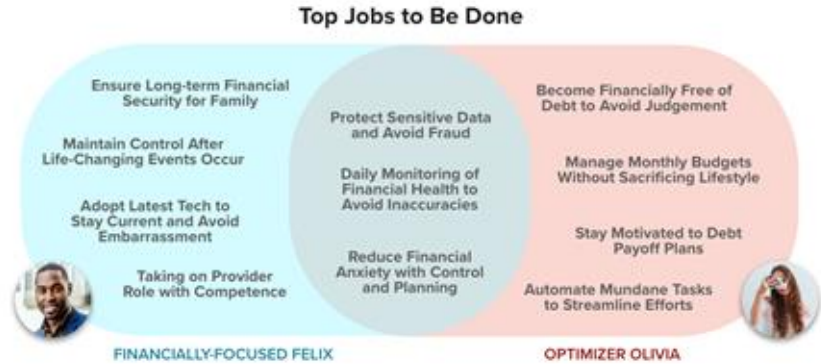 Top Jobs to Be Done
Ensure Long-term Financial
Security for Family
Maintain Control After
Life-Changing Events Occur
Adopt Latest Tech to
Stay Current and Avoid
Embarrassment
Taking on Provider
Role with Competence
Protect Sensitive Data
and Avoid Fraud
Daily Monitoring of
Financial Health to
Avoid Inaccuracies
Reduce Financial
Anxiety with Control
and Planning
Become Financially Free of
Debt to Avoid Judgement
Manage Monthly Budgets
Without Sacrificing Lifestyle
Stay Motivated to Debt
Payoff Plans
Automate Mundane Tasks
to Streamline Efforts
FINANCIALLY-FOCUSED FELIX
OPTIMIZER OLIVIA